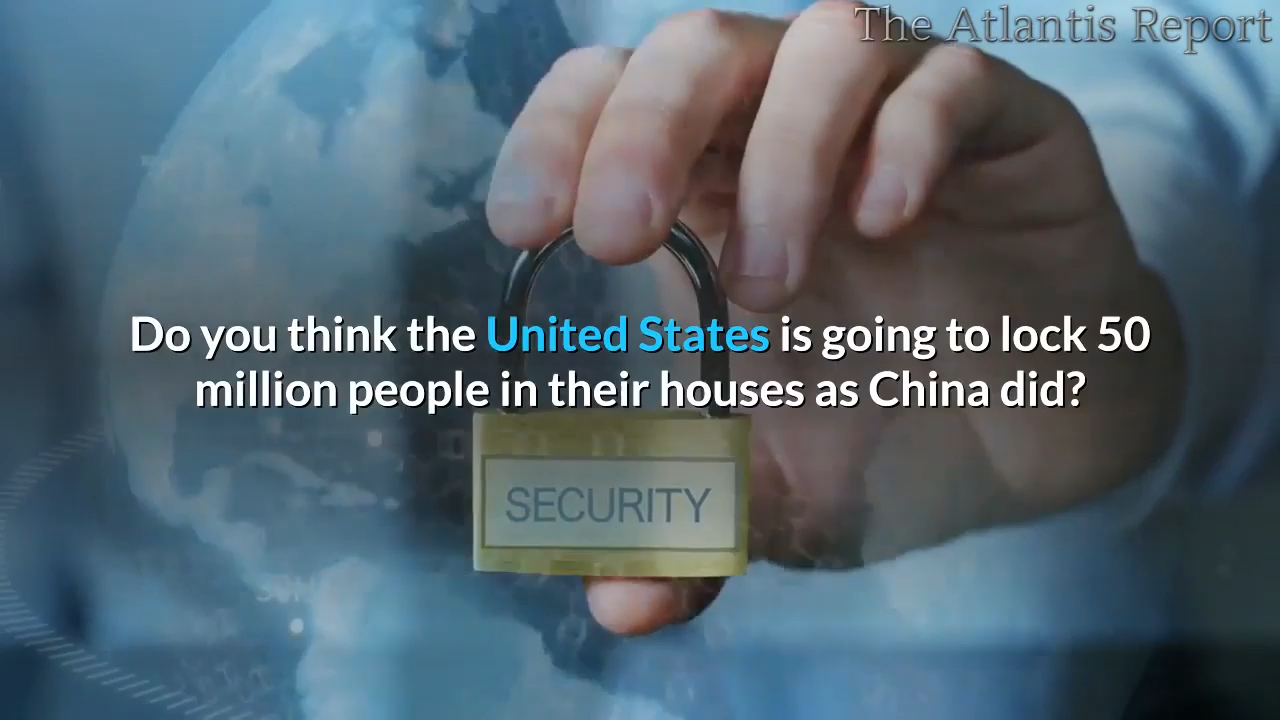 The Atlantis Report
Do you think the United States is going to lock 50
million people in their houses as China did?
SECURITY